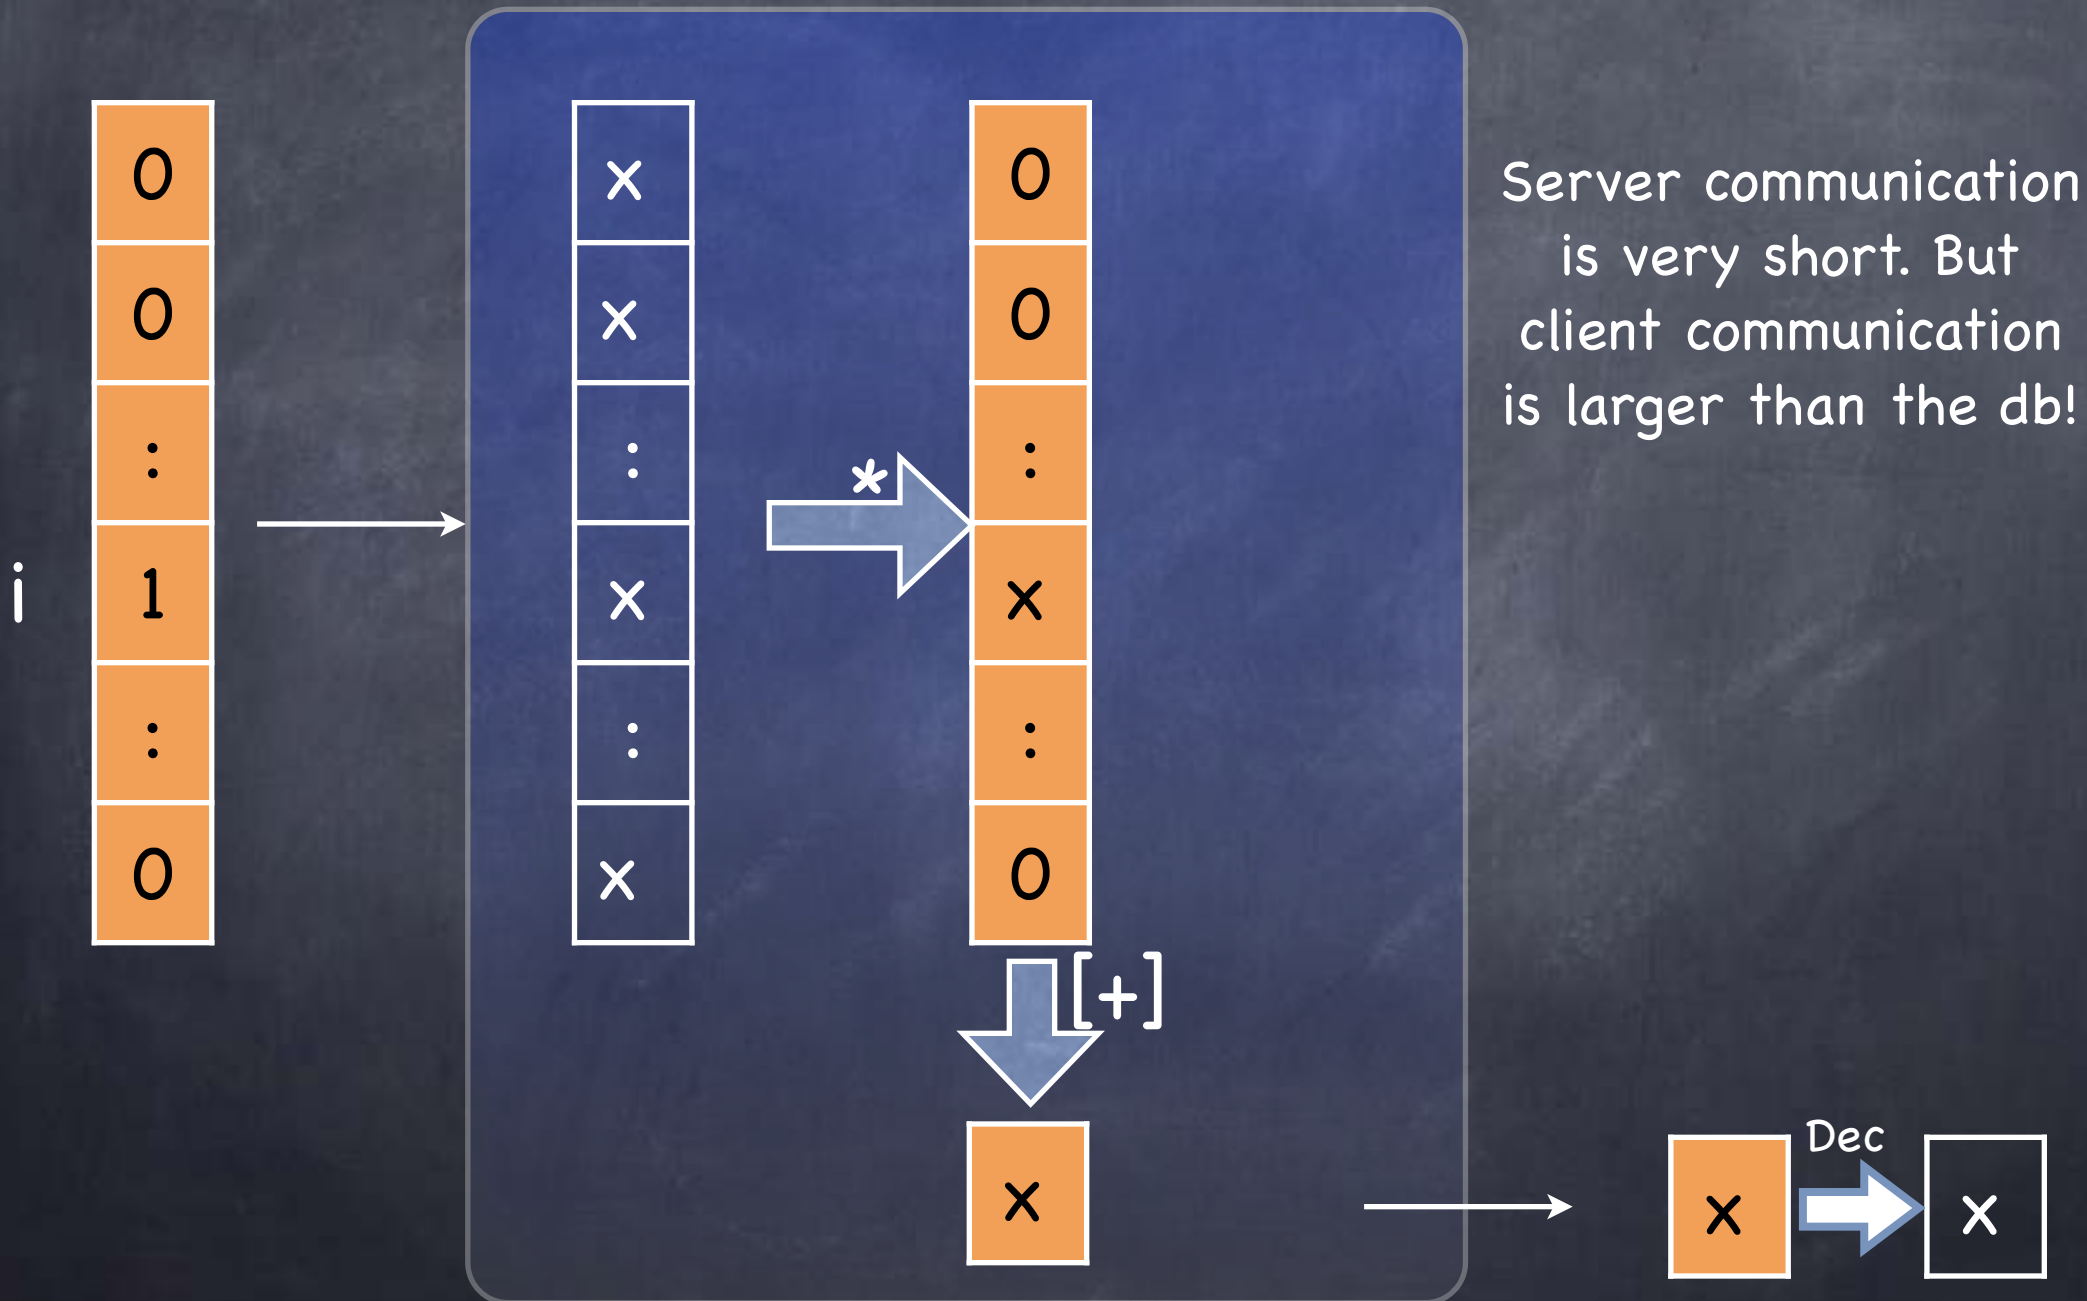 0
0
:
i 1
:
0
x
x
:
x
:
x
*
0
0
:
x
:
0
[+]
x
Server communication
is very short. But
client communication
is larger than the db!
Dec
x
x